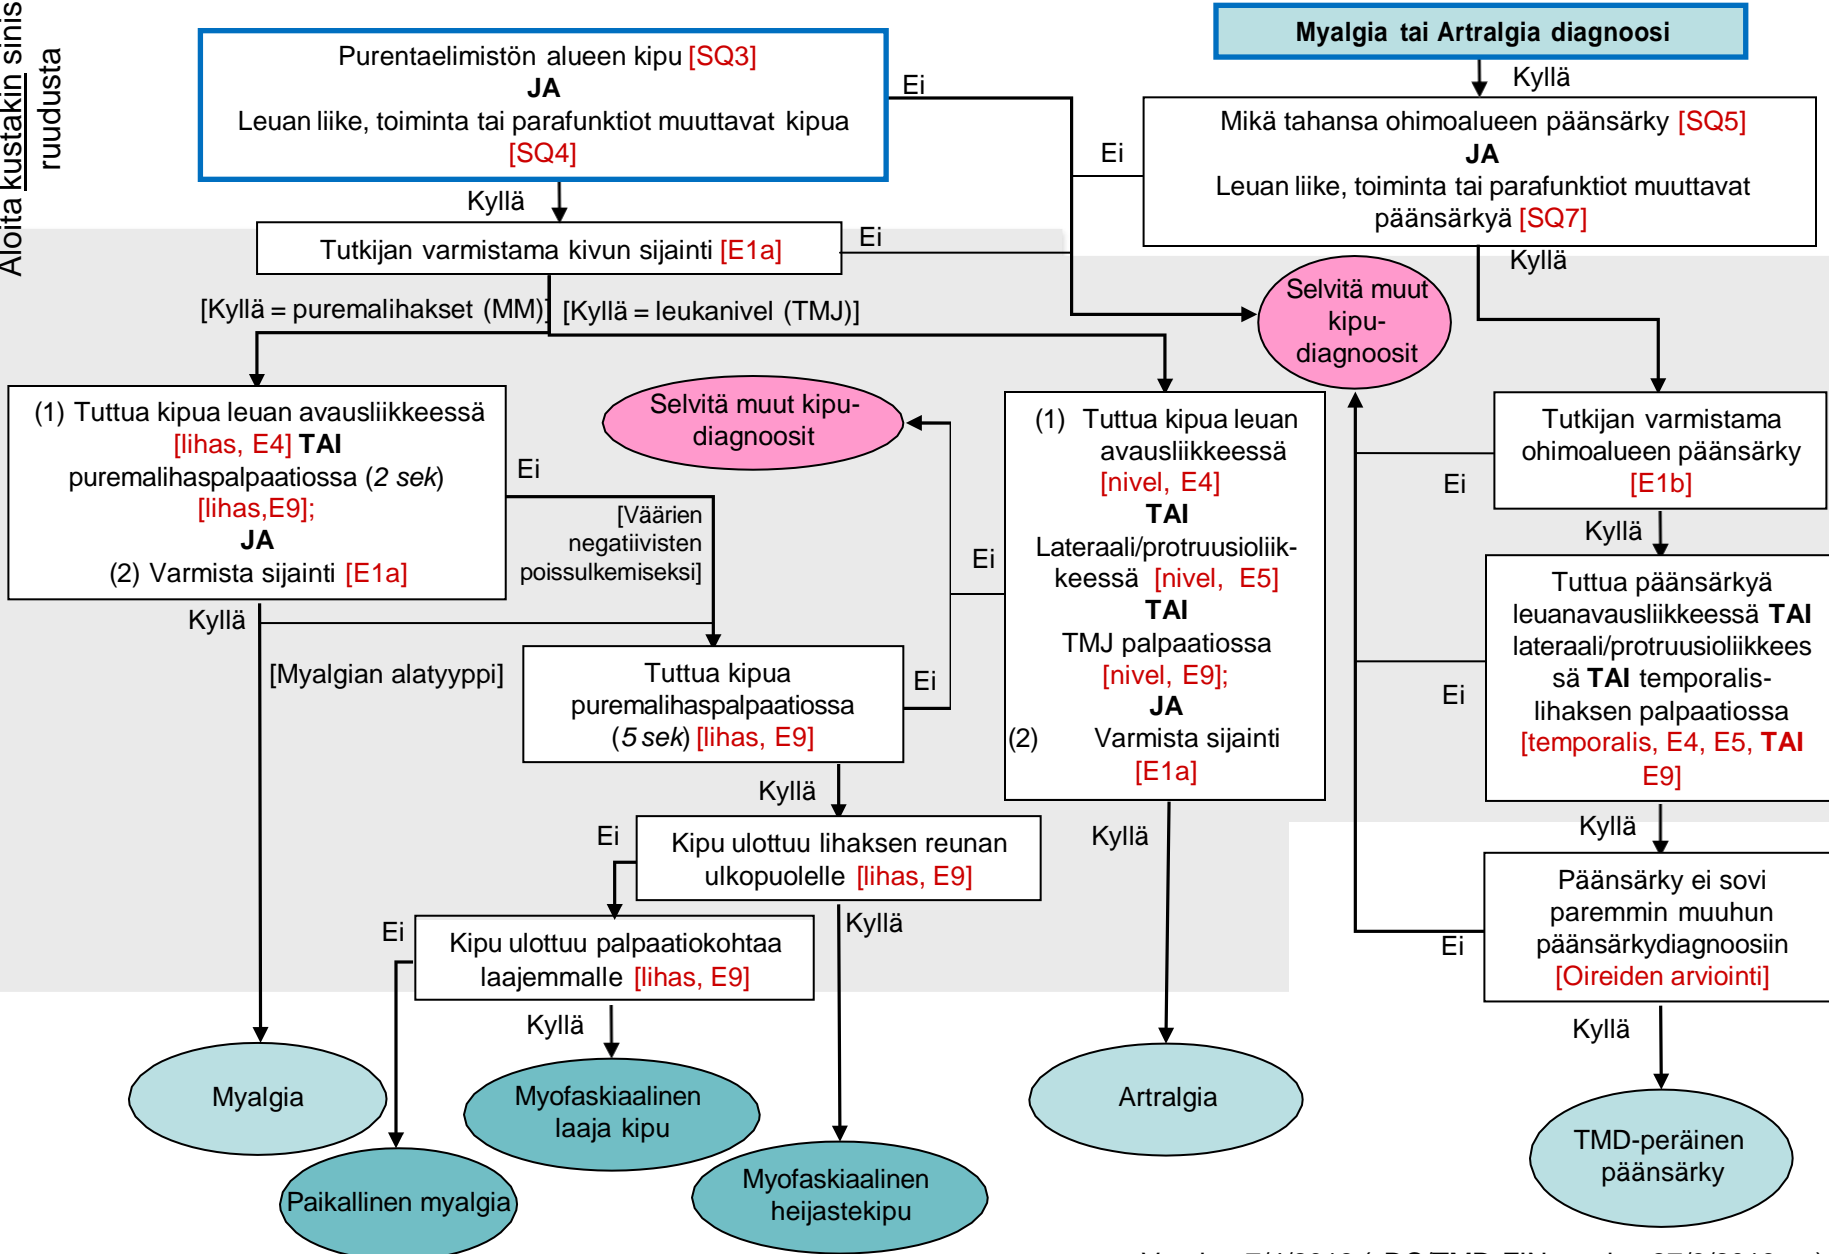 Aloita kustakin sinis
ruudusta
Purentaelimistön alueen kipu [SQ3]
JA
Leuan liike, toiminta tai parafunktiot muuttavat kipua
[SQ4]
Ei
Kyllä
Myalgia tai Artralgia diagnoosi
Kyllä
Mikä tahansa ohimoalueen päänsärky [SQ5]
JA
Leuan liike, toiminta tai parafunktiot muuttavat
päänsärkyä [SQ7]
Ei
Kyllä
Tutkijan varmistama kivun sijainti [E1a]
Ei
[Kyllä = puremalihakset (MM)]
[Kyllä = leukanivel (TMJ)]
Selvitä muut
kipu-
diagnoosit
(1) Tuttua kipua leuan avausliikkeessä
[lihas, E4] TAI
puremalihaspalpaatiossa (2 sek)
[lihas,E9];
JA
(2) Varmista sijainti [E1a]
Ei
[Väärien
negatiivisten
poissulkemiseksi]
Kyllä
[Myalgian alatyyppi]
Selvitä muut kipu-
diagnoosit
Tuttua kipua
puremalihaspalpaatiossa
(5 sek) [lihas, E9]
Ei
Kyllä
Kipu ulottuu lihaksen reunan
ulkopuolelle [lihas, E9]
Ei
Kyllä
Kipu ulottuu palpaatiokohtaa
laajemmalle [lihas, E9]
Ei
Kyllä
(1) Tuttua kipua leuan
avausliikkeessä
[nivel, E4]
TAI
Lateraali/protruusioliik-
keessä [nivel, E5]
TAI
TMJ palpaatiossa
[nivel, E9];
JA
(2) Varmista sijainti
[E1a]
Ei
Kyllä
Tutkijan varmistama
ohimoalueen päänsärky
[E1b]
Ei
Kyllä
Tuttua päänsärkyä
leuanavausliikkeessä TAI
lateraali/protruusioliikkees
sä TAI temporalis-
lihaksen palpaatiossa
[temporalis, E4, E5, TAI
E9]
Ei
Kyllä
Päänsärky ei sovi
paremmin muuhun
päänsärkydiagnoosiin
[Oireiden arviointi]
Ei
Kyllä
Myalgia
Paikallinen myalgia
Myofaskiaalinen
laaja kipu
Myofaskiaalinen
heijastekipu
Artralgia
TMD-peräinen
päänsärky